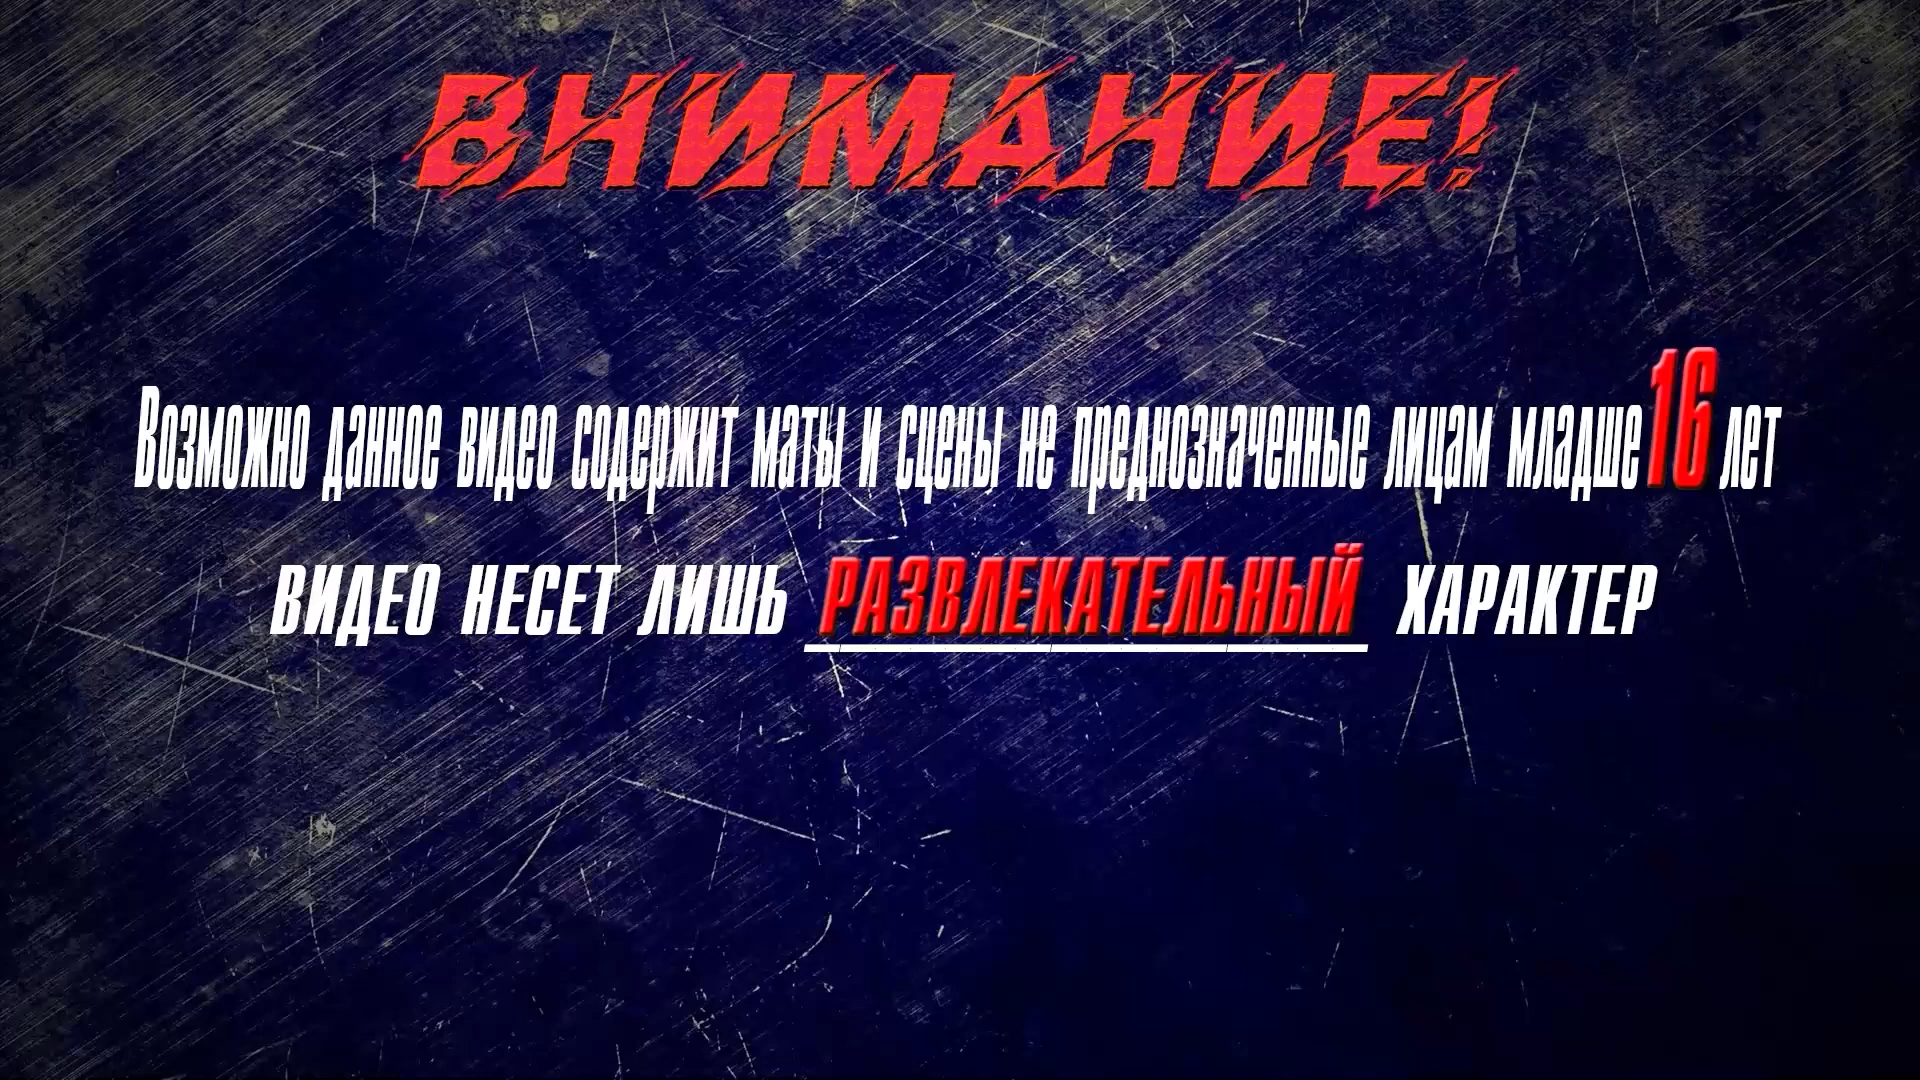 ВНИМАНИЕ!
Возможно данное видео содержит маты и сцены не преднозначенные лицам младше 16 лет
ВИДЕО НЕСЕТ ЛИШЬ РАЗВЛЕКАТЕЛЬНЫЙ ХАРАКТЕР